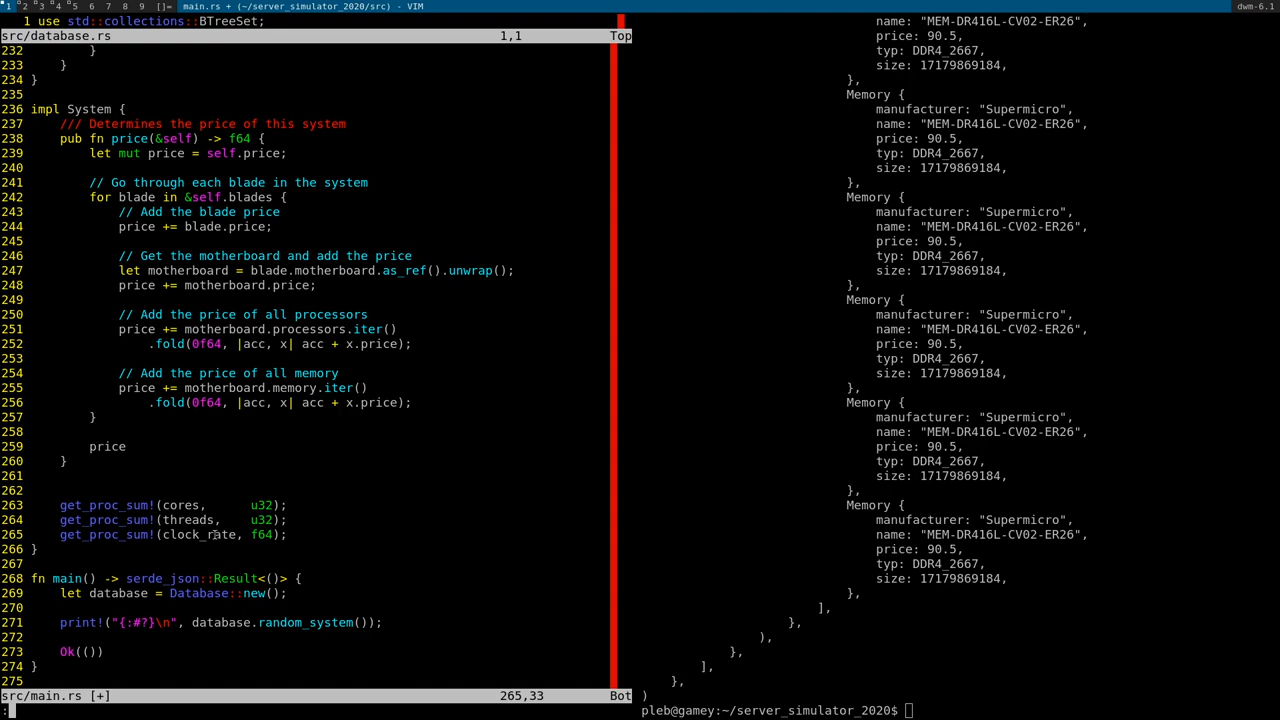 1 2 3 4 5 6 7 8 9 []= main.rs + (~/server_simulator_2020/src) - VIM dwm-6.1
1 use std::collections::BTreeSet;
src/database.rs 1,1 Top
232         }
233     }
234 }
235
236 impl System {
237     /// Determines the price of this system
238     pub fn price(&self) -> f64 {
239         let mut price = self.price;
240
241         // Go through each blade in the system
242         for blade in &self.blades {
243             // Add the blade price
244             price += blade.price;
245
246             // Get the motherboard and add the price
247             let motherboard = blade.motherboard.as_ref().unwrap();
248             price += motherboard.price;
249
250             // Add the price of all processors
251             price += motherboard.processors.iter()
252                 .fold(0f64, |acc, x| acc + x.price);
253
254             // Add the price of all memory
255             price += motherboard.memory.iter()
256                 .fold(0f64, |acc, x| acc + x.price);
257         }
258
259         price
260     }
261
262
263     get_proc_sum!(cores,      u32);
264     get_proc_sum!(threads,    u32);
265     get_proc_sum!(clock_rate, f64);
266 }
267
268 fn main() -> serde_json::Result<()> {
269     let database = Database::new();
270
271     print!("{:#?}\n", database.random_system());
272
273     Ok(())
274 }
275
src/main.rs [+] 265,33 Bot
:
name: "MEM-DR416L-CV02-ER26",
price: 90.5,
typ: DDR4_2667,
size: 17179869184,
},
Memory {
manufacturer: "Supermicro",
name: "MEM-DR416L-CV02-ER26",
price: 90.5,
typ: DDR4_2667,
size: 17179869184,
},
Memory {
manufacturer: "Supermicro",
name: "MEM-DR416L-CV02-ER26",
price: 90.5,
typ: DDR4_2667,
size: 17179869184,
},
Memory {
manufacturer: "Supermicro",
name: "MEM-DR416L-CV02-ER26",
price: 90.5,
typ: DDR4_2667,
size: 17179869184,
},
Memory {
manufacturer: "Supermicro",
name: "MEM-DR416L-CV02-ER26",
price: 90.5,
typ: DDR4_2667,
size: 17179869184,
},
Memory {
manufacturer: "Supermicro",
name: "MEM-DR416L-CV02-ER26",
price: 90.5,
typ: DDR4_2667,
size: 17179869184,
},
],
},
),
},
],
},
)
pleb@gamey:~/server_simulator_2020$